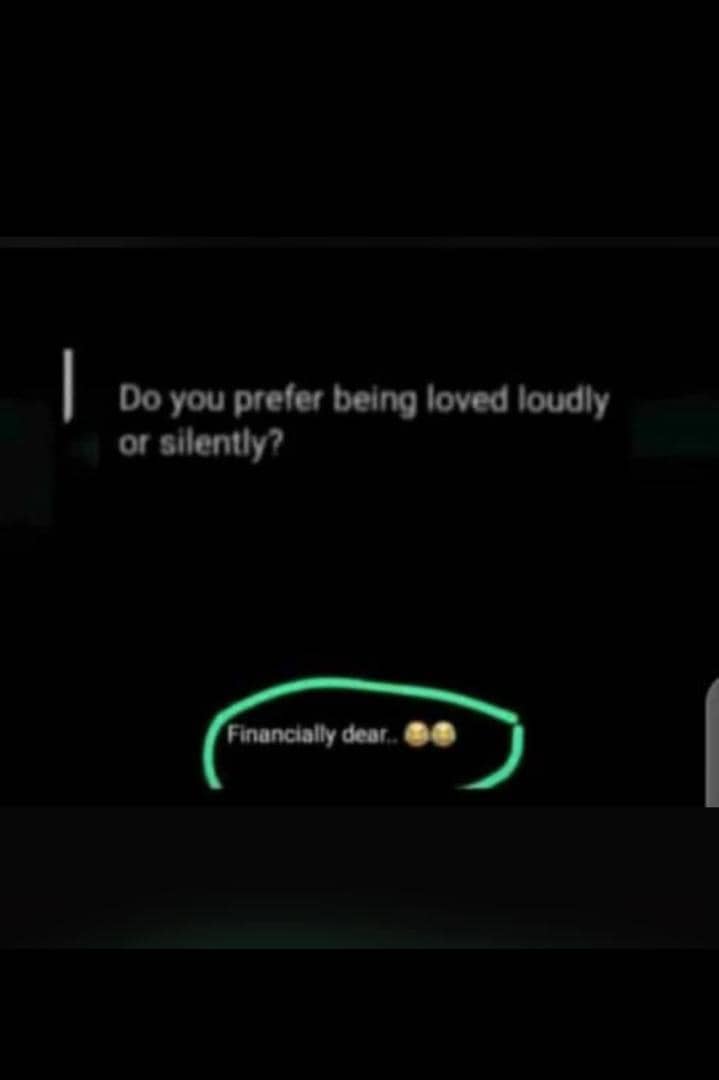 Do you prefer being loved loudly
or silently?
Financially dear.. 😂😂